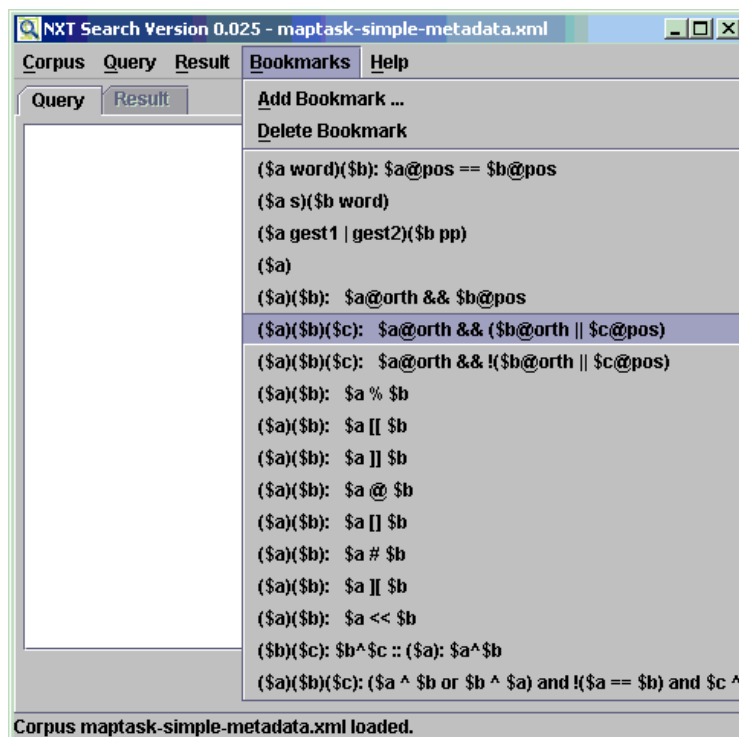 NXT Search Version 0.025 - maptask-simple-metadata.xml
Corpus Query Result Bookmarks Help
Query Result
Add Bookmark ...
Delete Bookmark
($a word)($b): $a@pos == $b@pos
($a s)($b word)
($a gest1 | gest2)($b pp)
($a)
($a)($b): $a@orth && $b@pos
($a)($b)($c): $a@orth && ($b@orth || $c@pos)
($a)($b)($c): $a@orth && !($b@orth || $c@pos)
($a)($b): $a % $b
($a)($b): $a [[ $b
($a)($b): $a ]] $b
($a)($b): $a @ $b
($a)($b): $a [] $b
($a)($b): $a # $b
($a)($b): $a ][ $b
($a)($b): $a << $b
($b)($c): $b^$c :: ($a): $a^$b
($a)($b)($c): ($a ^ $b or $b ^ $a) and !($a == $b) and $c ^
Corpus maptask-simple-metadata.xml loaded.